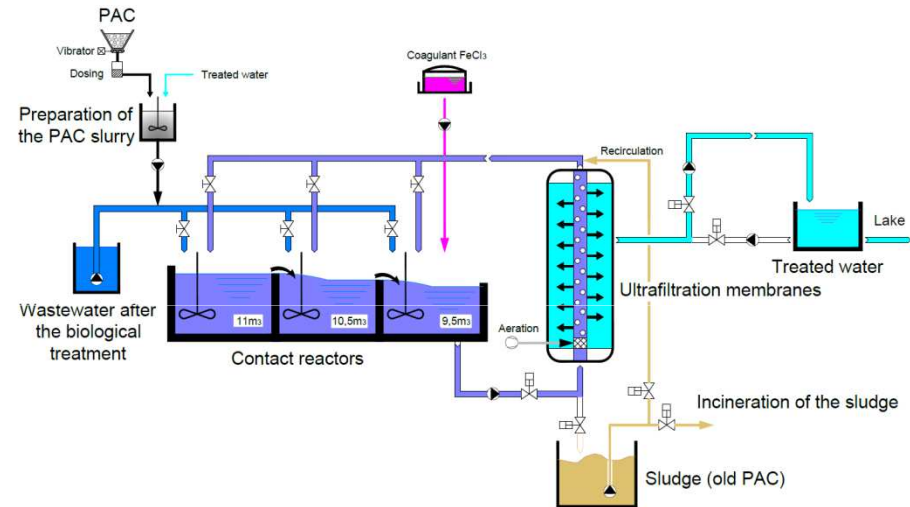 PAC
Vibrator
Dosing
Treated water
Preparation of
the PAC slurry
Coagulant FeCl3
Recirculation
Lake
Treated water
Ultrafiltration membranes
Wastewater after
the biological
treatment
11m3
10,5m3
9,5m3
Contact reactors
Aeration
Incineration of the sludge
Sludge (old PAC)